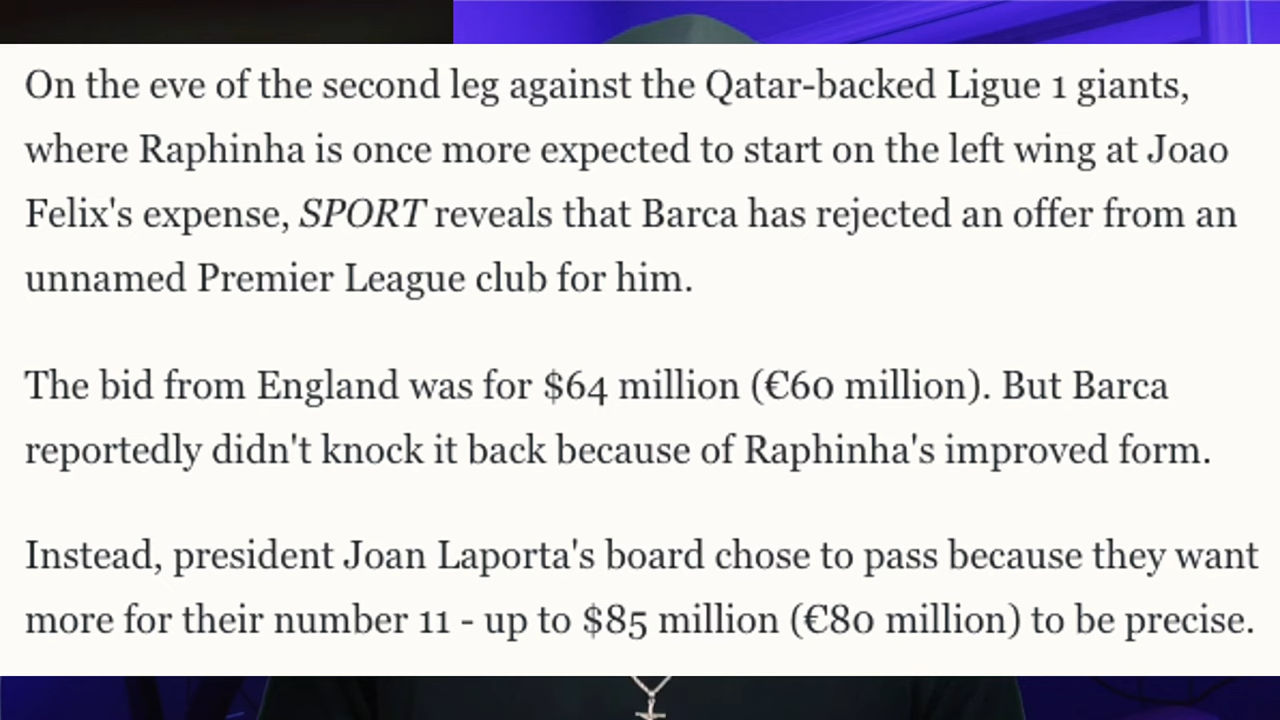 On the eve of the second leg against the Qatar-backed Ligue 1 giants,
where Raphinha is once more expected to start on the left wing at Joao
Felix's expense, SPORT reveals that Barca has rejected an offer from an
unnamed Premier League club for him.
The bid from England was for $64 million (€60 million). But Barca
reportedly didn't knock it back because of Raphinha's improved form.
Instead, president Joan Laporta's board chose to pass because they want
more for their number 11 - up to $85 million (€80 million) to be precise.